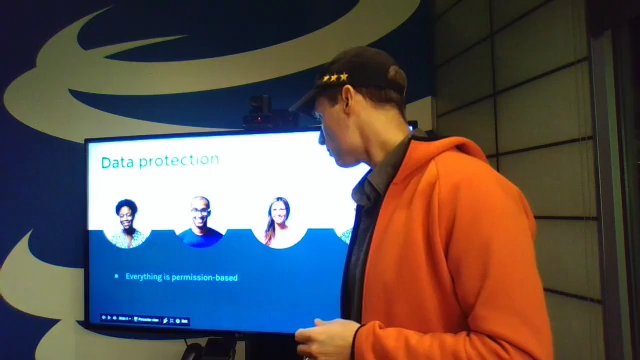 Data protection
Everything is permission-based